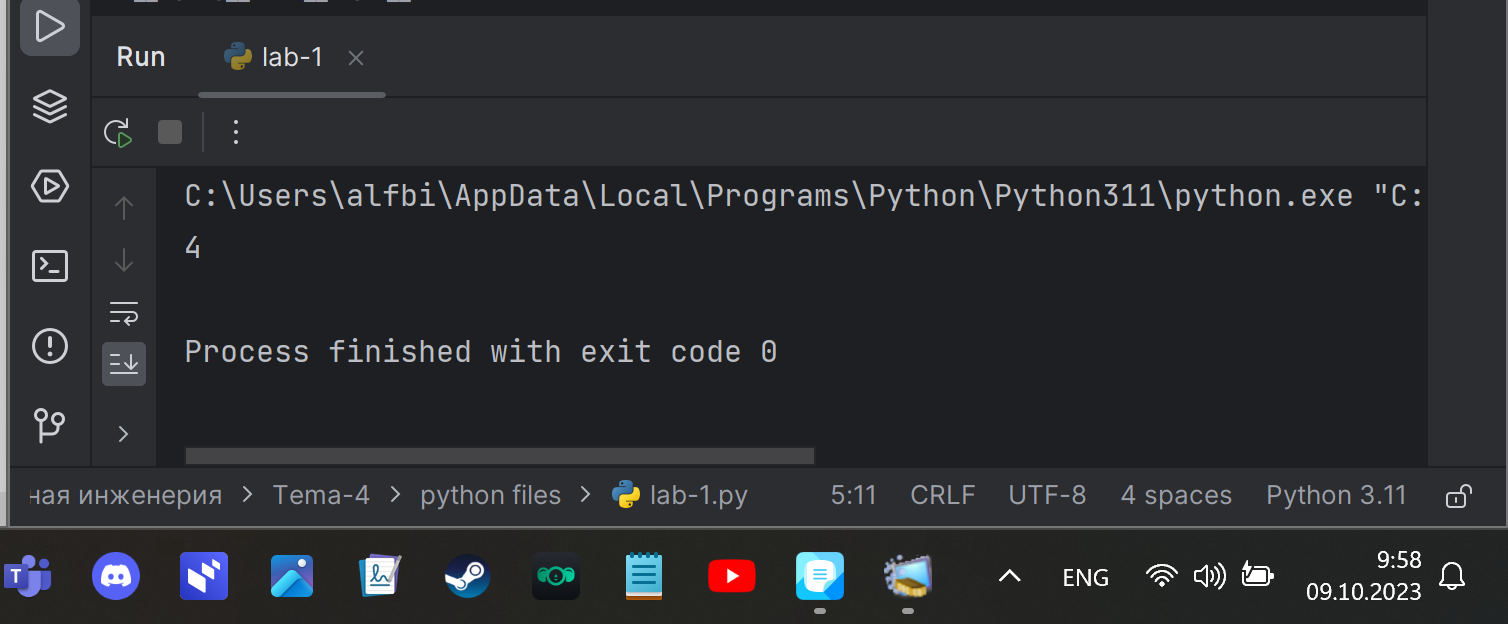 Run lab-1
C:\Users\alfbi\AppData\Local\Programs\Python\Python311\python.exe "C:
4
Process finished with exit code 0
ная инженерия > Tema-4 > python files > lab-1.py 5:11 CRLF UTF-8 4 spaces Python 3.11
T
ENG
9:58
09.10.2023